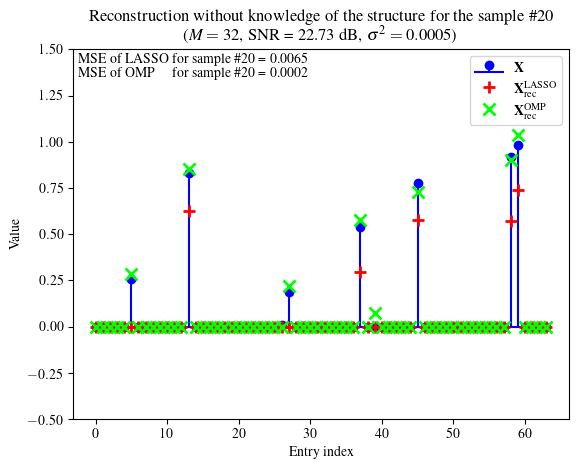 Reconstruction without knowledge of the structure for the sample #20
(M = 32, SNR = 22.73 dB, σ² = 0.0005)
MSE of LASSO for sample #20 = 0.0065
MSE of OMP for sample #20 = 0.0002
X
X_rec^LASSO
X_rec^OMP
1.50
1.25
1.00
0.75
0.50
0.25
0.00
−0.25
−0.50
Value
0 10 20 30 40 50 60
Entry index